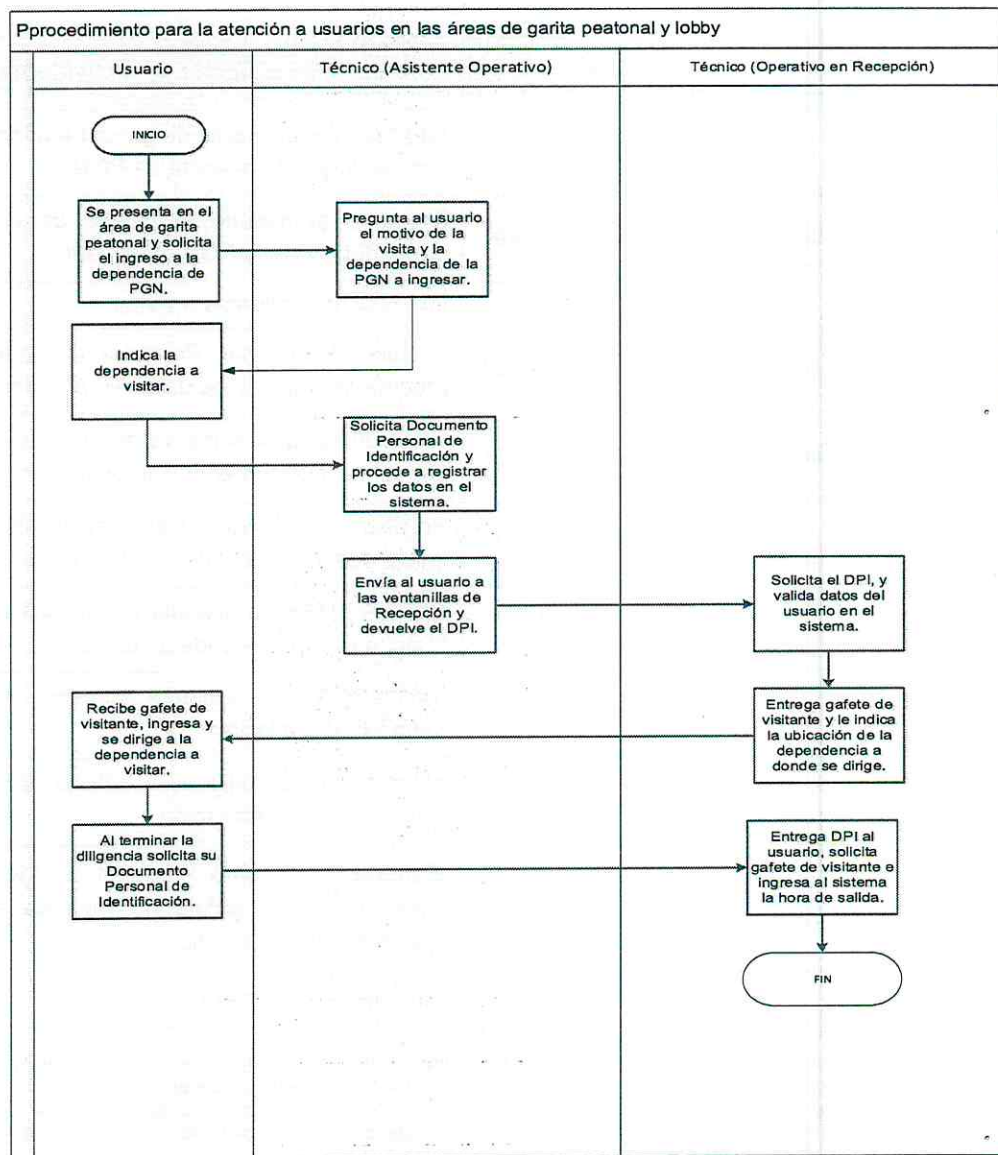 Pprocedimiento para la atención a usuarios en las áreas de garita peatonal y lobby
Usuario
Técnico (Asistente Operativo)
Técnico (Operativo en Recepción)
INICIO
Se presenta en el
área de garita
peatonal y solicita
el ingreso a la
dependencia de
PGN.
Pregunta al usuario
el motivo de la
visita y la
dependencia de la
PGN a ingresar.
Indica la
dependencia a
visitar.
Solicita Documento
Personal de
Identificación y
procede a registrar
los datos en el
sistema.
Envía al usuario a
las ventanillas de
Recepción y
devuelve el DPI.
Solicita el DPI, y
valida datos del
usuario en el
sistema.
Entrega gafete de
visitante y le indica
la ubicación de la
dependencia a
donde se dirige.
Recibe gafete de
visitante, ingresa y
se dirige a la
dependencia a
visitar.
Al terminar la
diligencia solicita su
Documento
Personal de
Identificación.
Entrega DPI al
usuario, solicita
gafete de visitante e
ingresa al sistema
la hora de salida.
FIN